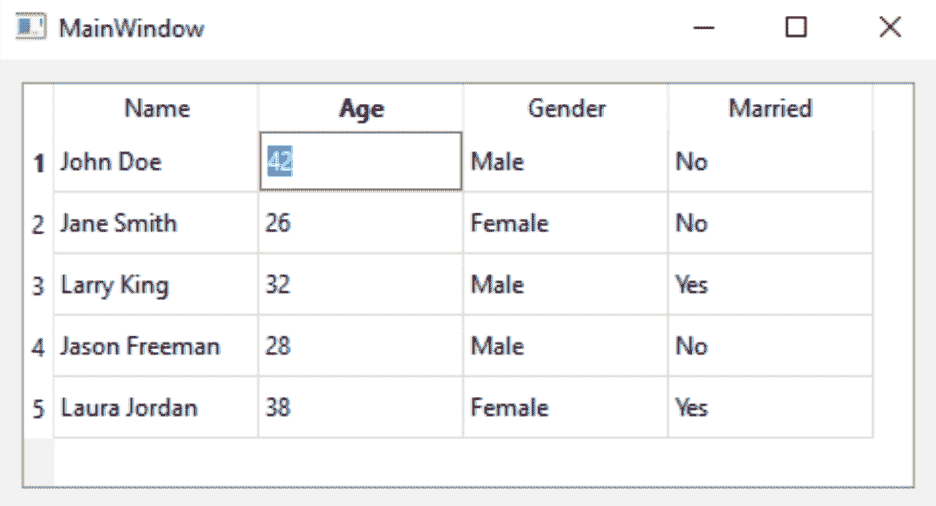 MainWindow
Name Age Gender Married
1 John Doe 42 Male No
2 Jane Smith 26 Female No
3 Larry King 32 Male Yes
4 Jason Freeman 28 Male No
5 Laura Jordan 38 Female Yes